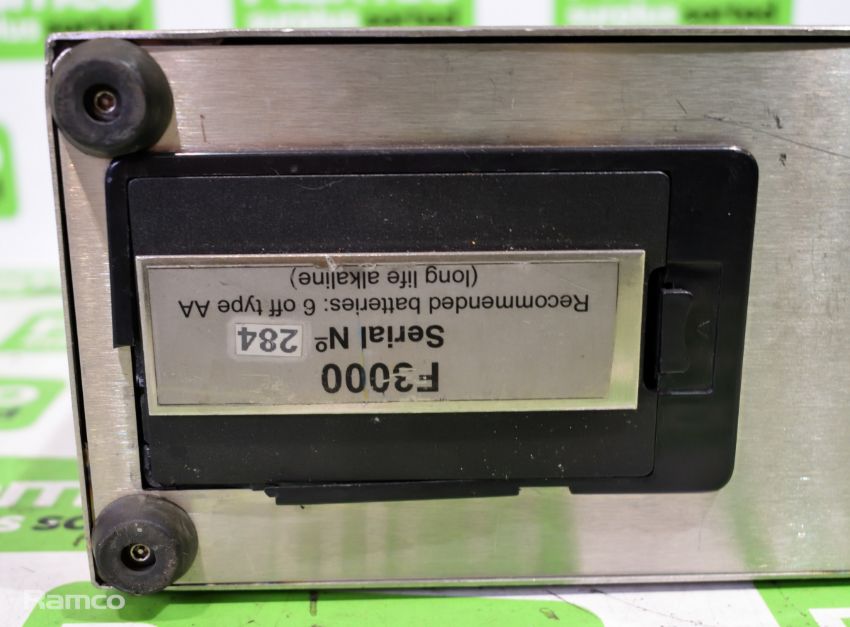 F3000
Serial Nº 284
Recommended batteries: 6 off type AA
(long life alkaline)
Ramco